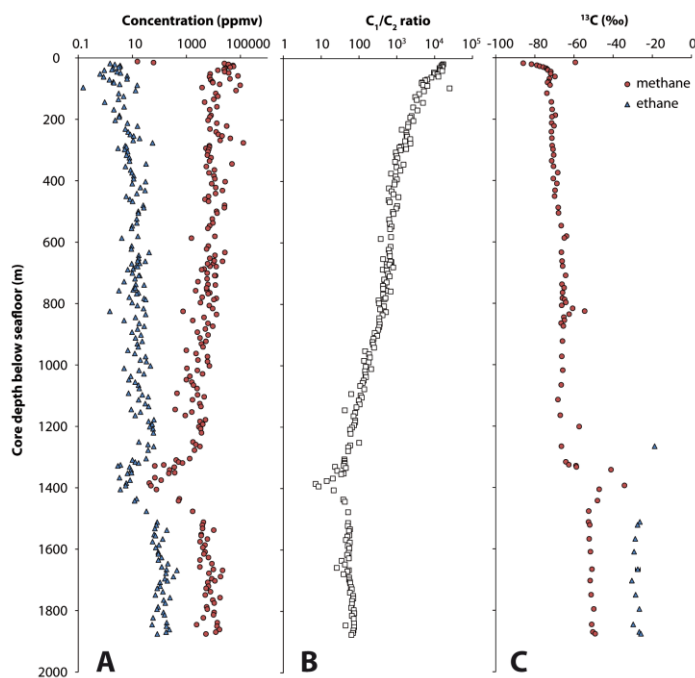 Concentration (ppmv)
C₁/C₂ ratio
¹³C (‰)
0.1 10 1000 100000
1 10 10² 10³ 10⁴ 10⁵
-100 -80 -60 -40 -20 0
0
200
400
600
800
1000
1200
1400
1600
1800
2000
Core depth below seafloor (m)
methane
ethane
A
B
C